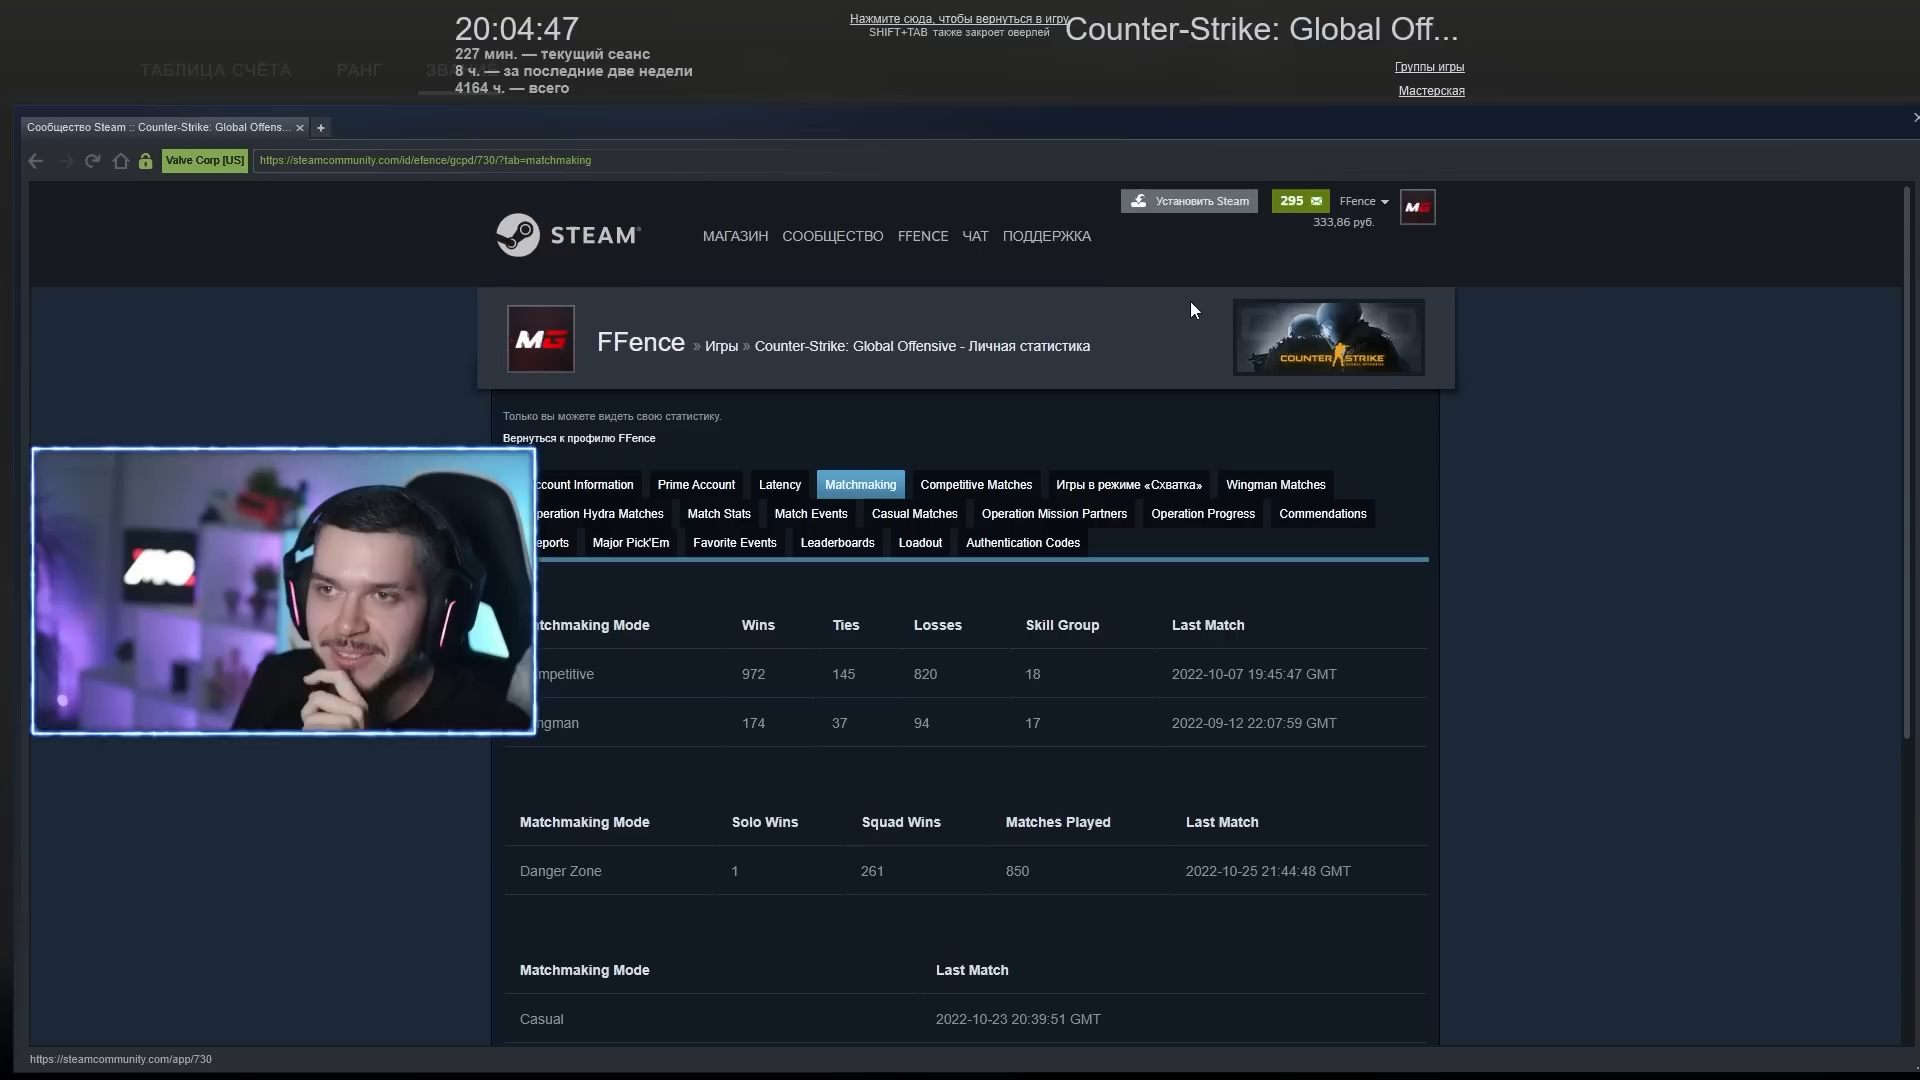 20:04:47
227 мин. — текущий сеанс
8 ч. — за последние две недели
4164 ч. — всего
ТАБЛИЦА СЧЁТА РАНГ
Нажмите сюда, чтобы вернуться в игру
SHIFT+TAB также закроет оверлей
Counter-Strike: Global Off...
Группы игры
Мастерская
Сообщество Steam :: Counter-Strike: Global Offens... × +
Valve Corp [US] https://steamcommunity.com/id/efence/gcpd/730/?tab=matchmaking
Установить Steam 295 FFence
333,86 руб.
MG
STEAM МАГАЗИН СООБЩЕСТВО FFENCE ЧАТ ПОДДЕРЖКА
MG FFence » Игры » Counter-Strike: Global Offensive - Личная статистика
COUNTER STRIKE
Только вы можете видеть свою статистику.
Вернуться к профилю FFence
ccount Information Prime Account Latency Matchmaking Competitive Matches Игры в режиме «Схватка» Wingman Matches
peration Hydra Matches Match Stats Match Events Casual Matches Operation Mission Partners Operation Progress Commendations
eports Major Pick'Em Favorite Events Leaderboards Loadout Authentication Codes
tchmaking Mode Wins Ties Losses Skill Group Last Match
mpetitive 972 145 820 18 2022-10-07 19:45:47 GMT
ngman 174 37 94 17 2022-09-12 22:07:59 GMT
Matchmaking Mode Solo Wins Squad Wins Matches Played Last Match
Danger Zone 1 261 850 2022-10-25 21:44:48 GMT
Matchmaking Mode Last Match
Casual 2022-10-23 20:39:51 GMT
https://steamcommunity.com/app/730